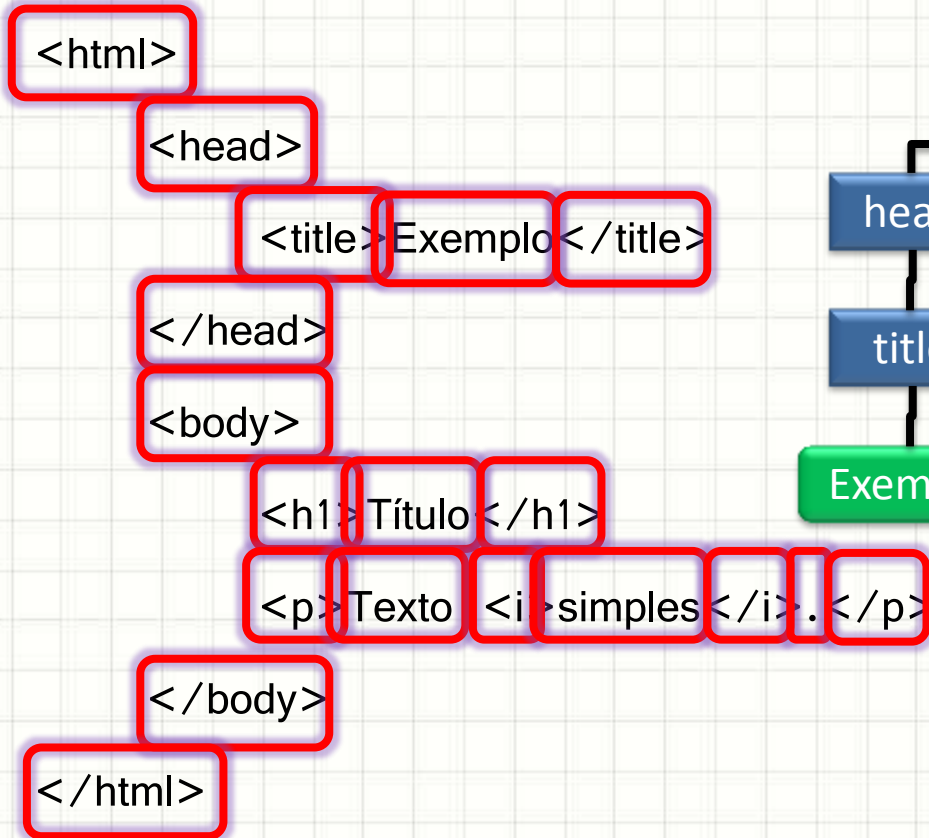 <html>
<head>
<title>Exemplo</title>
</head>
<body>
<h1>Título</h1>
<p>Texto <i>simples</i>.</p>
</body>
</html>